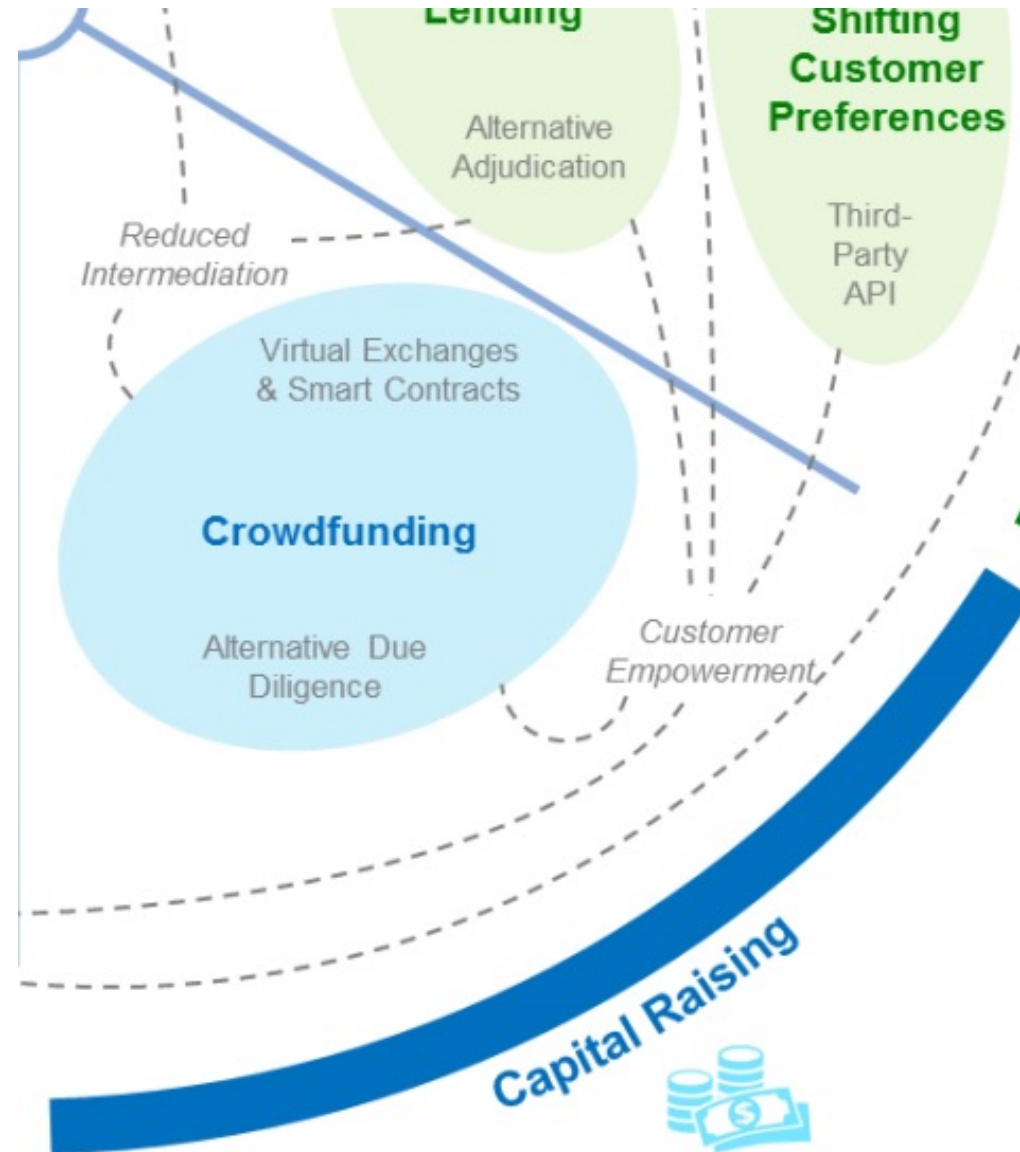 Lending
Shifting
Customer
Preferences
Alternative
Adjudication
Third-
Party
API
Reduced
Intermediation
Virtual Exchanges
& Smart Contracts
Crowdfunding
Alternative Due
Diligence
Customer
Empowerment
Capital Raising
$